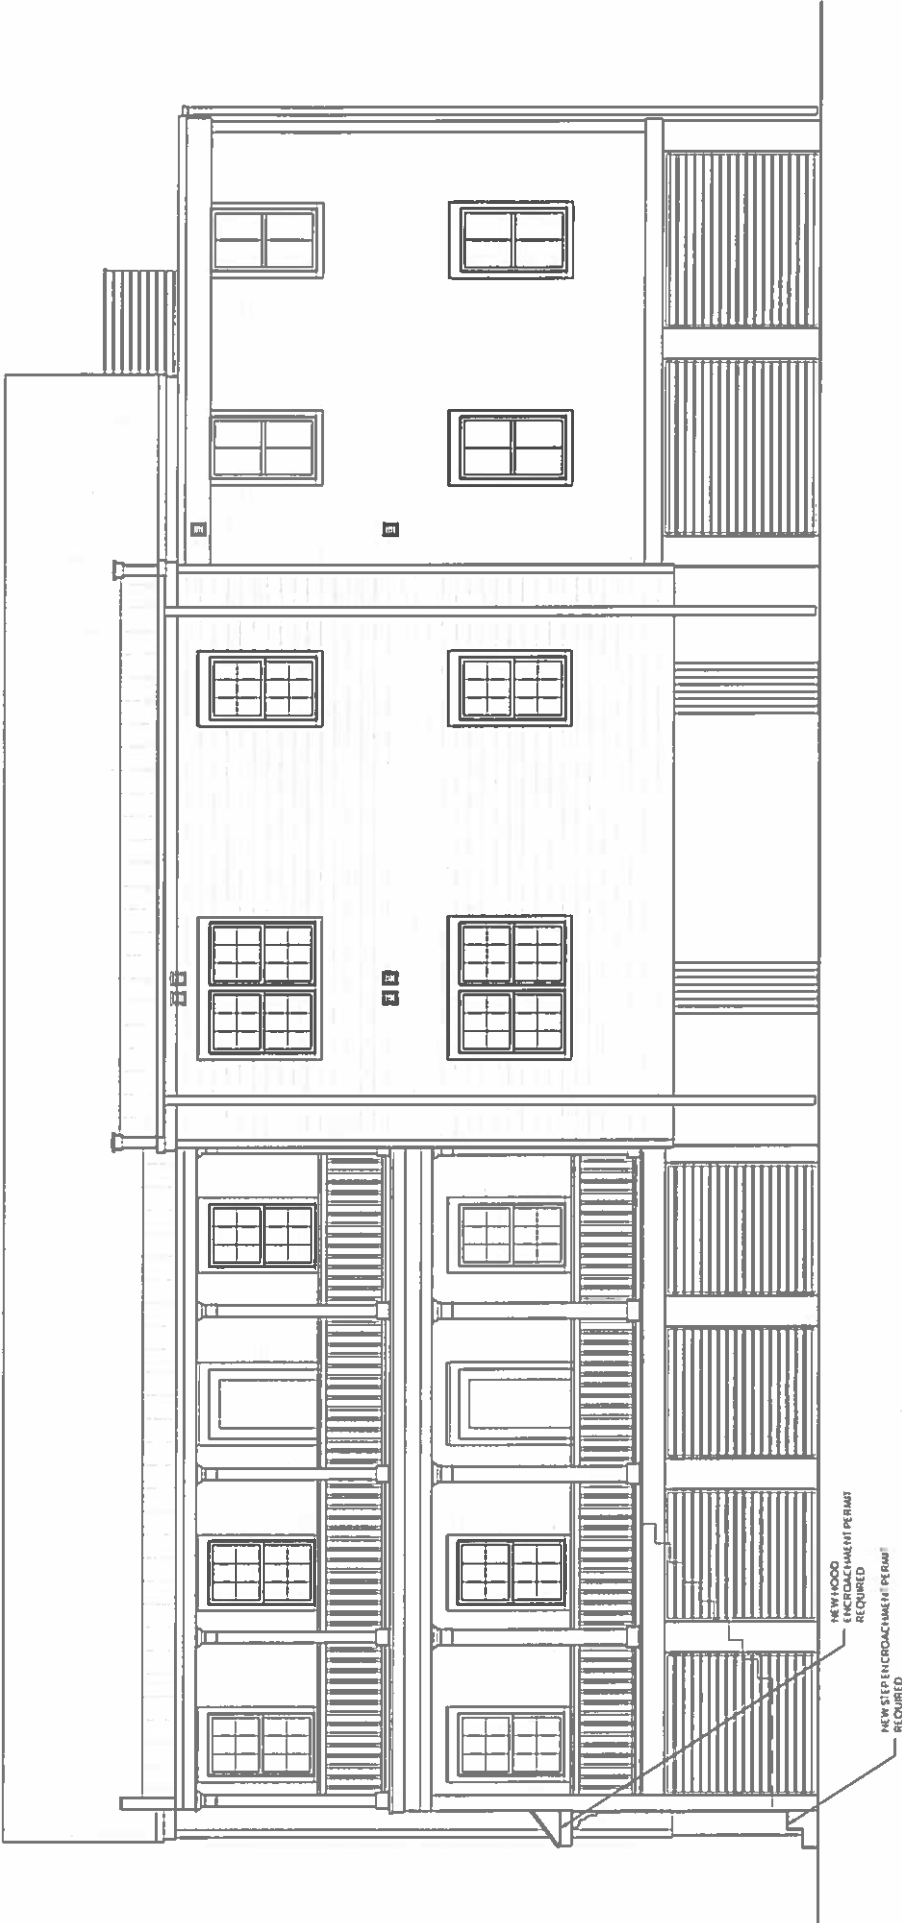 NEW HOOD
ENCROACHMENT PERMIT
REQUIRED
NEW STEP ENCROACHMENT PERMIT
REQUIRED